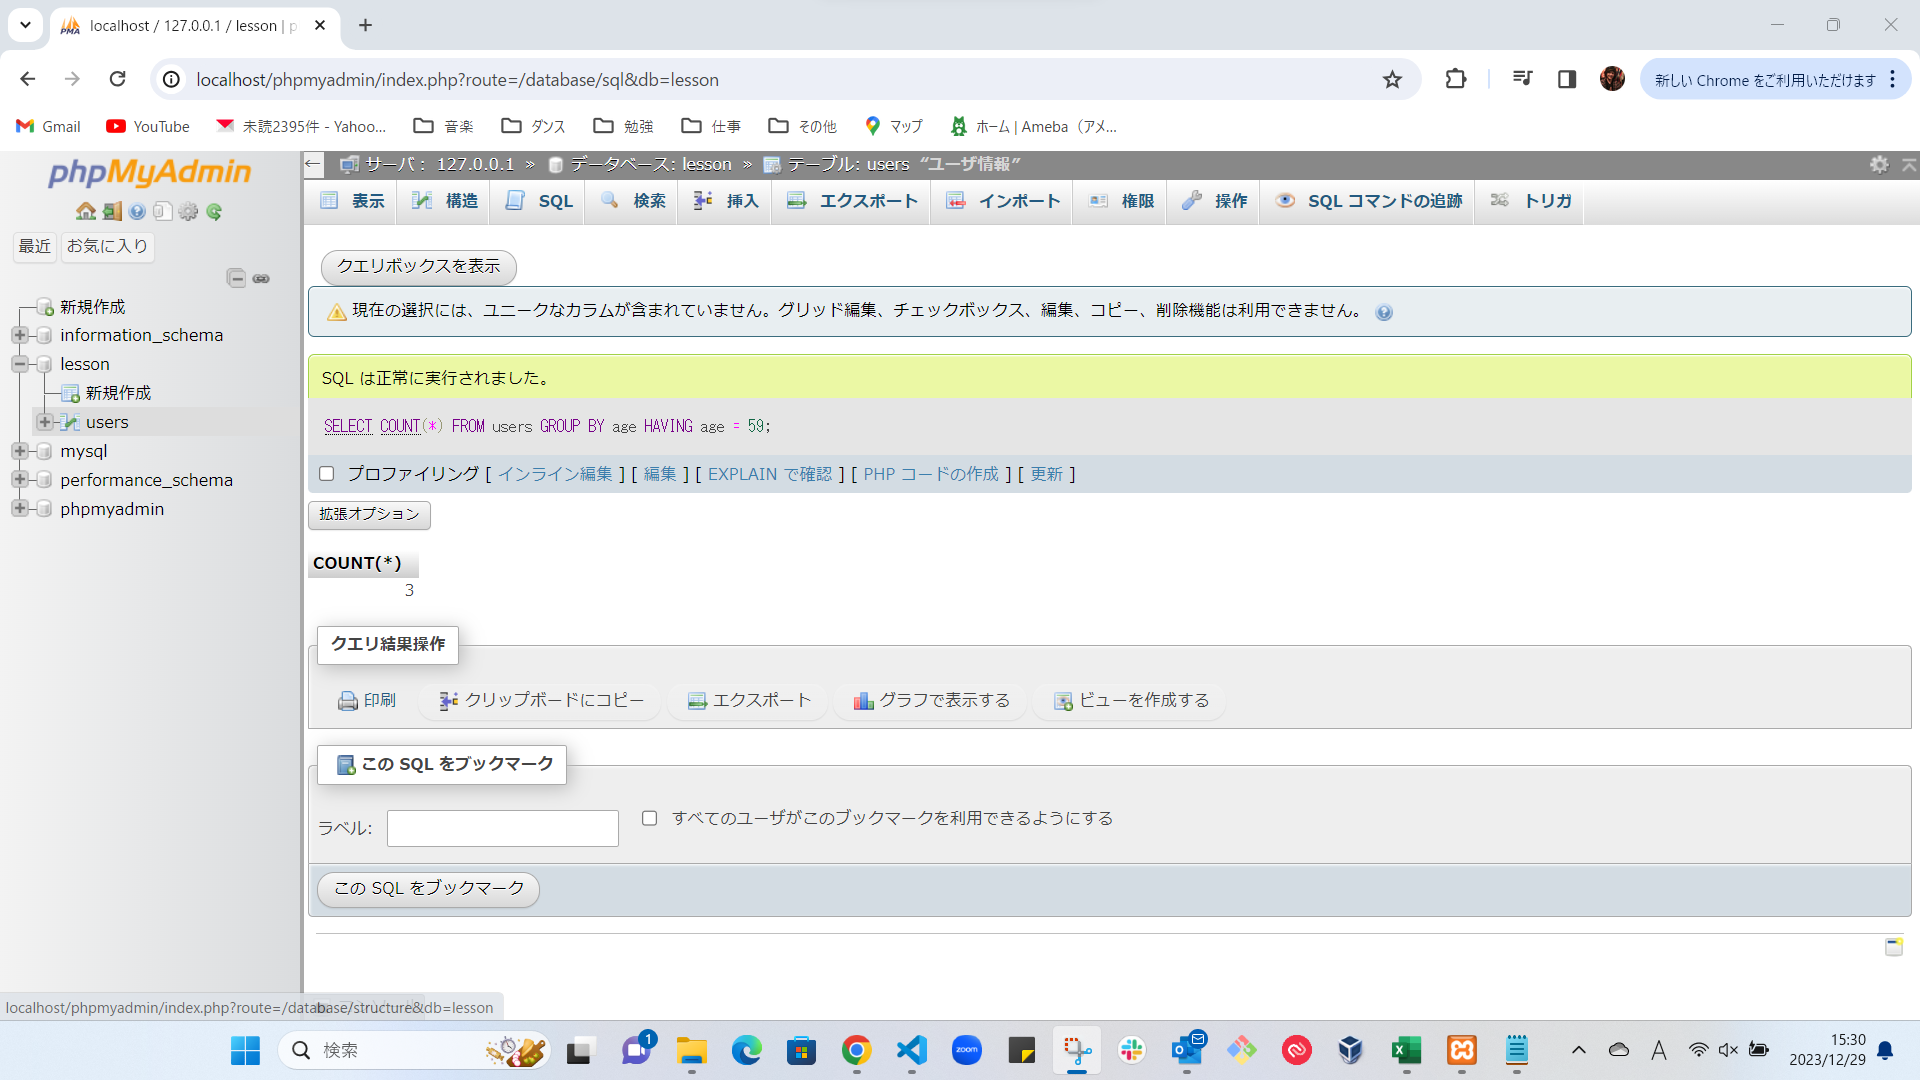 localhost / 127.0.0.1 / lesson | p
localhost/phpmyadmin/index.php?route=/database/sql&db=lesson
新しい Chrome をご利用いただけます
Gmail
YouTube
未読2395件 - Yahoo...
音楽
ダンス
勉強
仕事
その他
マップ
ホーム | Ameba（アメ...
phpMyAdmin
最近
お気に入り
新規作成
information_schema
lesson
新規作成
users
mysql
performance_schema
phpmyadmin
サーバ： 127.0.0.1 » データベース: lesson » テーブル: users “ユーザ情報”
表示
構造
SQL
検索
挿入
エクスポート
インポート
権限
操作
SQL コマンドの追跡
トリガ
クエリボックスを表示
現在の選択には、ユニークなカラムが含まれていません。グリッド編集、チェックボックス、編集、コピー、削除機能は利用できません。
SQL は正常に実行されました。
SELECT COUNT(*) FROM users GROUP BY age HAVING age = 59;
プロファイリング [ インライン編集 ] [ 編集 ] [ EXPLAIN で確認 ] [ PHP コードの作成 ] [ 更新 ]
拡張オプション
COUNT(*)
3
クエリ結果操作
印刷
クリップボードにコピー
エクスポート
グラフで表示する
ビューを作成する
この SQL をブックマーク
ラベル:
すべてのユーザがこのブックマークを利用できるようにする
この SQL をブックマーク
localhost/phpmyadmin/index.php?route=/database/structure&db=lesson
検索
1
zoom
A
15:30
2023/12/29